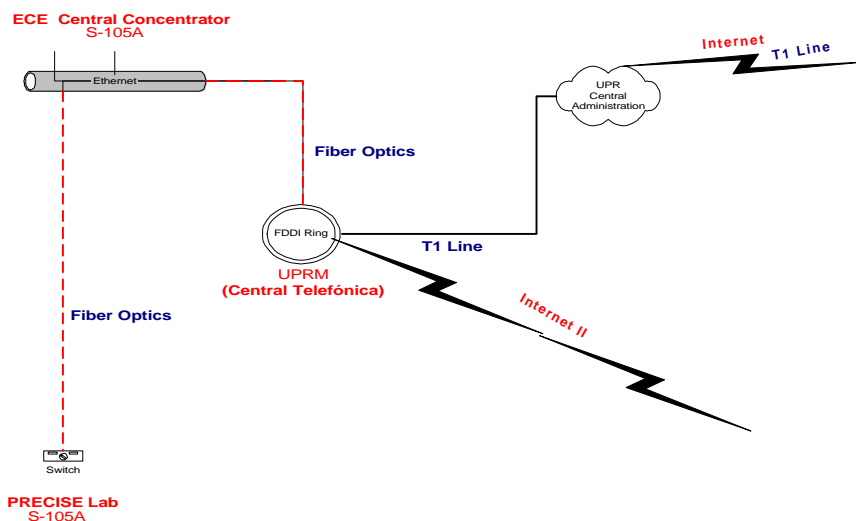 ECE Central Concentrator
S-105A
Ethernet
Internet
T1 Line
UPR
Central
Administration
Fiber Optics
FDDI Ring
T1 Line
UPRM
(Central Telefónica)
Internet II
Fiber Optics
Switch
PRECISE Lab
S-105A